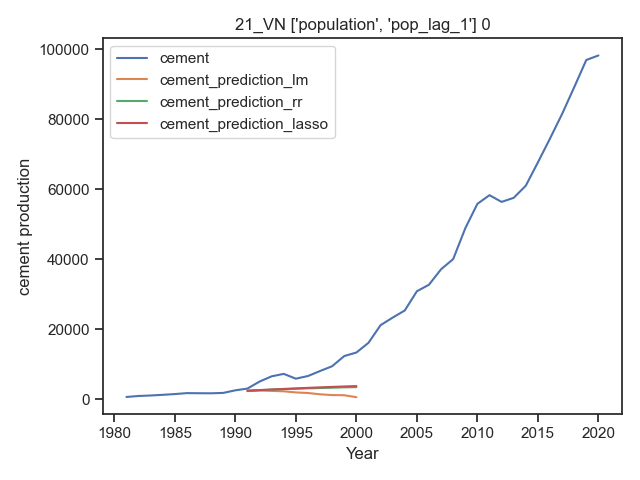 21_VN ['population', 'pop_lag_1'] 0
cement
cement_prediction_lm
cement_prediction_rr
cement_prediction_lasso
cement production
100000
80000
60000
40000
20000
0
1980 1985 1990 1995 2000 2005 2010 2015 2020
Year